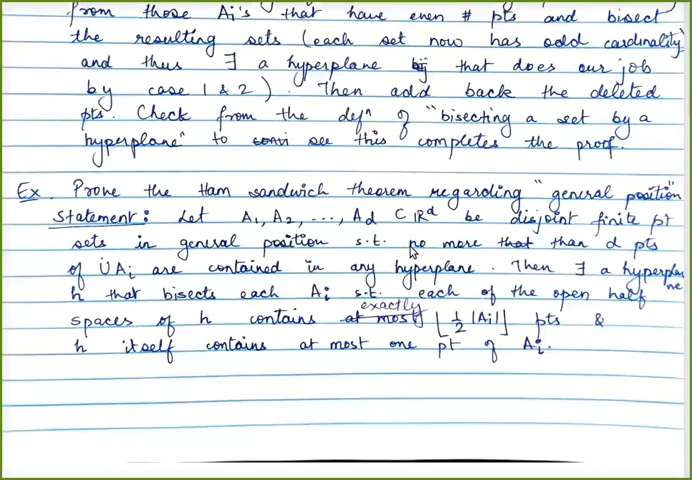 from those Ai's that have even # pts and bisect
the resulting sets (each set now has odd cardinality
and thus ∃ a hyperplane that does our job
by case 1 & 2). Then add back the deleted
pts. Check from the defⁿ of "bisecting a set by a
hyperplane" to see this completes the proof.
Ex. Prove the Ham sandwich theorem regarding "general position"
Statement: Let A₁, A₂, ..., Ad ⊂ ℝᵈ be disjoint finite pt
sets in general position s.t. no more that than d pts
of ∪Ai are contained in any hyperplane. Then ∃ a hyperplane
h that bisects each Ai s.t. each of the open half
spaces of h contains exactly ⌊½|Ai|⌋ pts &
h itself contains at most one pt of Ai.